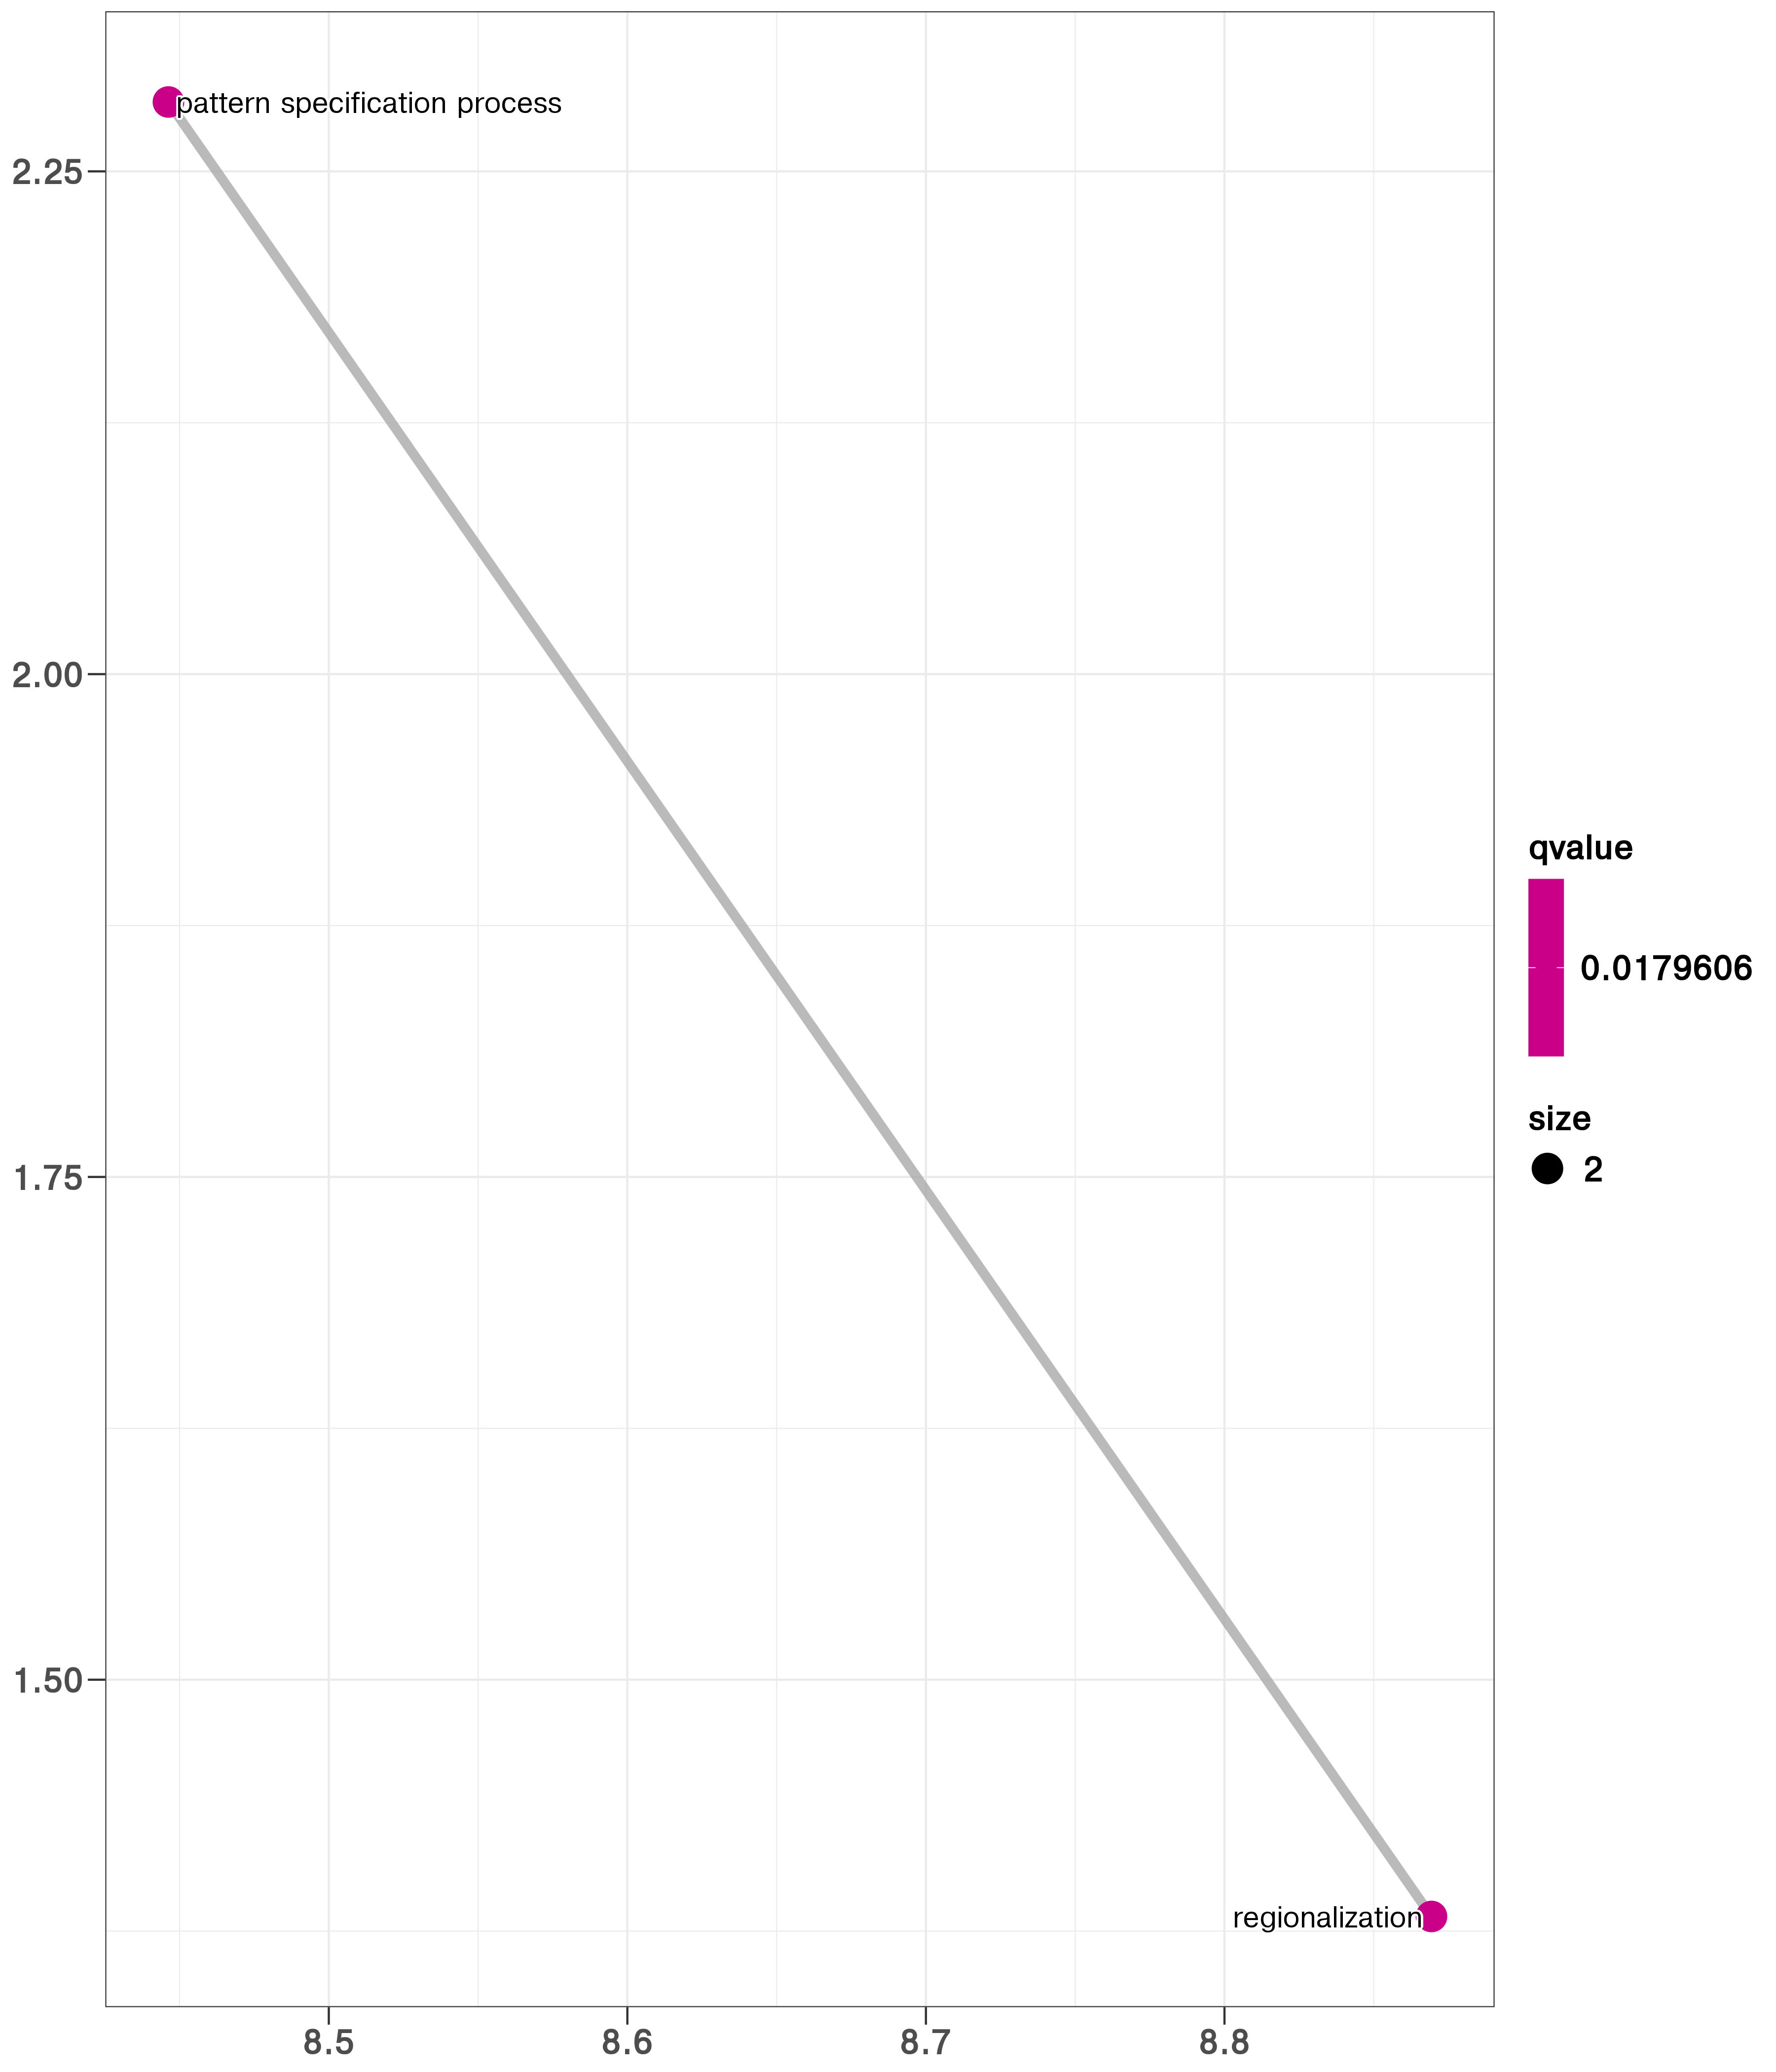 pattern specification process
2.25
2.00
1.75
1.50
regionalization
8.5 8.6 8.7 8.8
qvalue
0.0179606
size
2